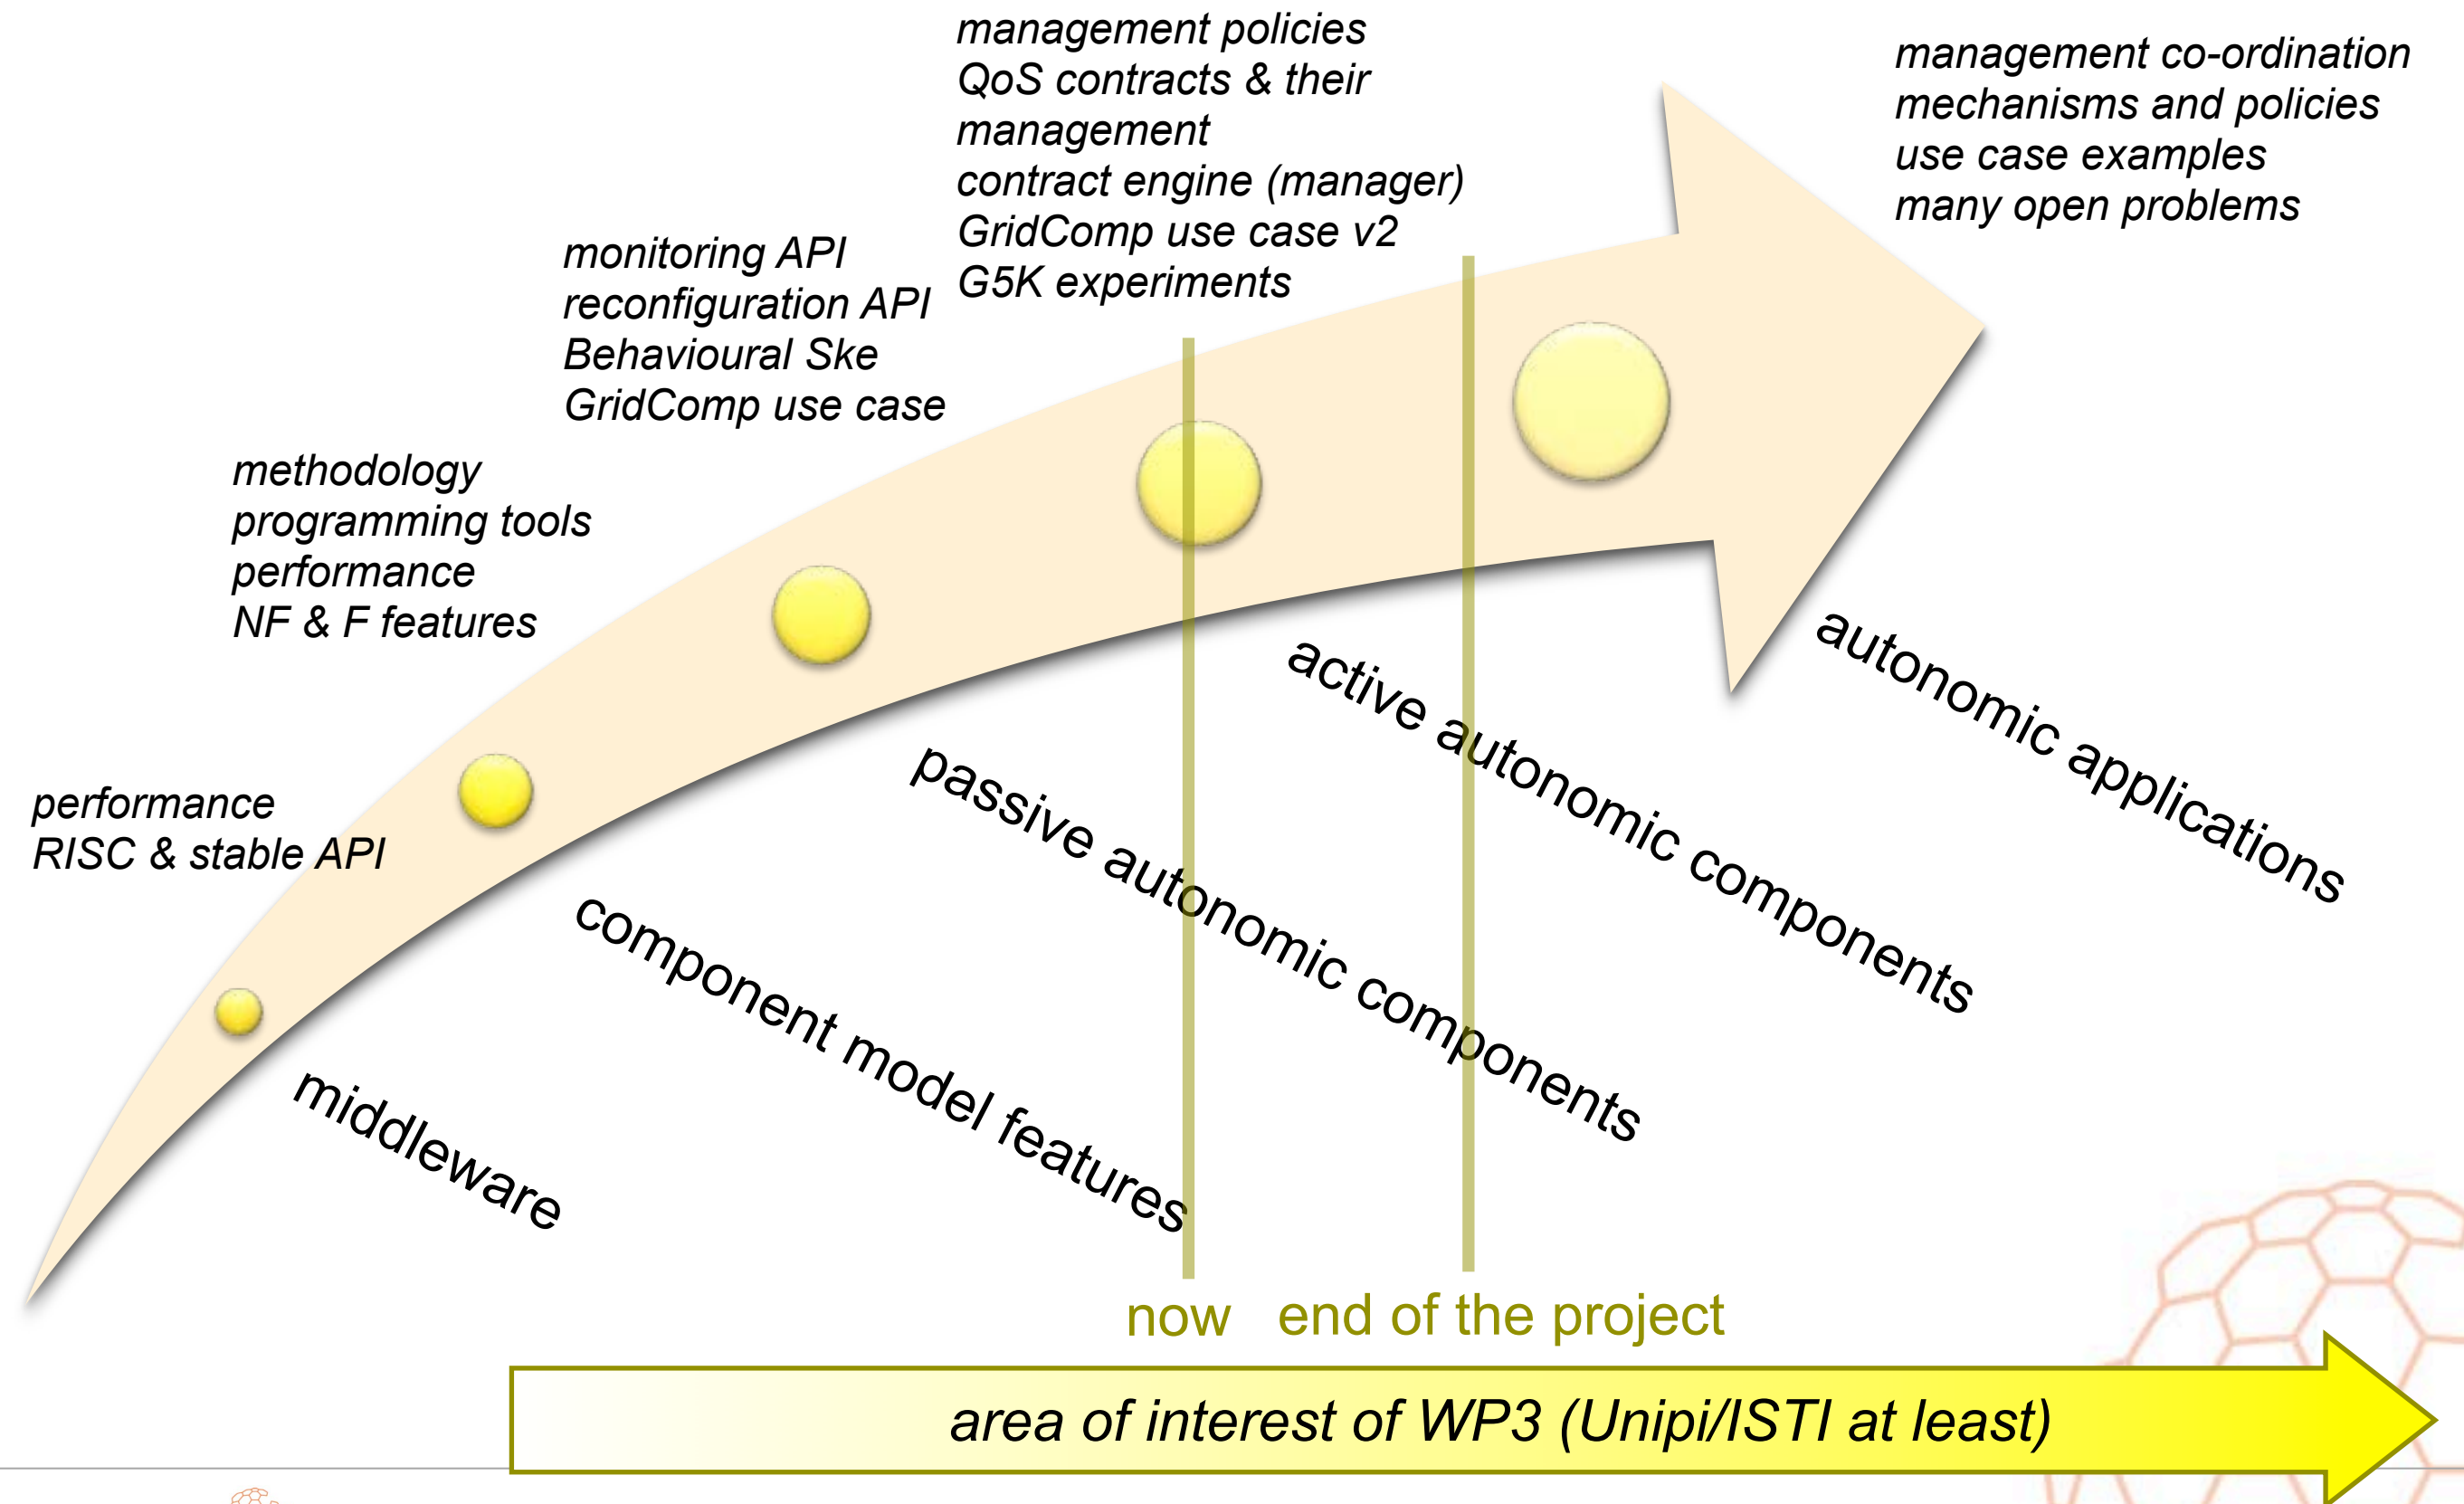 management policies
QoS contracts & their
management
contract engine (manager)
GridComp use case v2
G5K experiments
management co-ordination
mechanisms and policies
use case examples
many open problems
monitoring API
reconfiguration API
Behavioural Ske
GridComp use case
methodology
programming tools
performance
NF & F features
performance
RISC & stable API
middleware
component model features
passive autonomic components
active autonomic components
autonomic applications
now
end of the project
area of interest of WP3 (Unipi/ISTI at least)